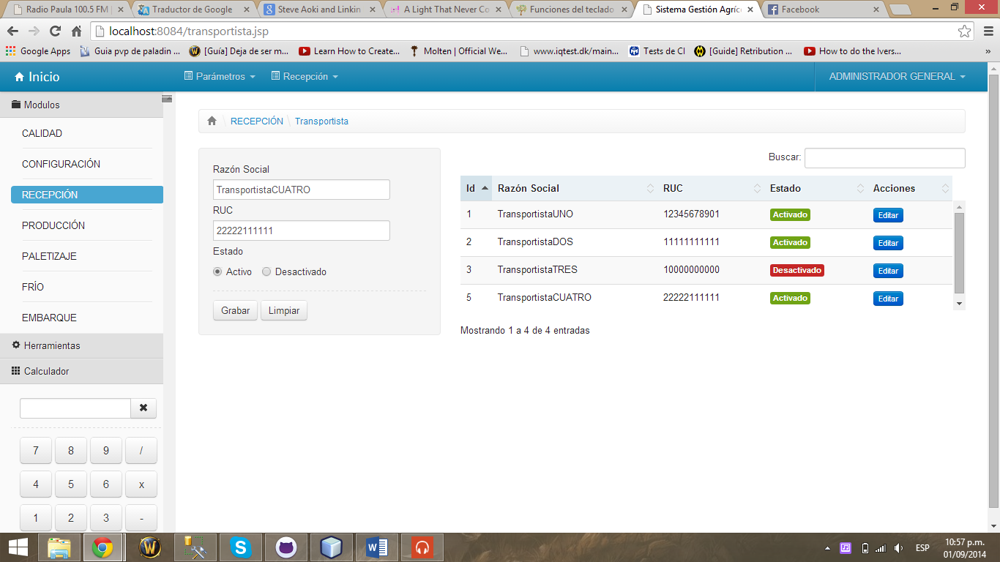 Radio Paula 100.5 FM |
Traductor de Google
Steve Aoki and Linkin
A Light That Never Co
Funciones del teclado
Sistema Gestión Agríc
Facebook
localhost:8084/transportista.jsp
Google Apps
Guia pvp de paladin ...
[Guía] Deja de ser m...
Learn How to Create...
Molten | Official We...
www.iqtest.dk/main...
Tests de CI
[Guide] Retribution ...
How to do the Ivers...
»
Inicio
Parámetros
Recepción
ADMINISTRADOR GENERAL
Modulos
CALIDAD
CONFIGURACIÓN
RECEPCIÓN
PRODUCCIÓN
PALETIZAJE
FRÍO
EMBARQUE
Herramientas
Calculador
7 8 9 /
4 5 6 x
1 2 3 -
RECEPCIÓN \ Transportista
Razón Social
TransportistaCUATRO
RUC
22222111111
Estado
Activo Desactivado
Grabar Limpiar
Buscar:
Id Razón Social RUC Estado Acciones
1 TransportistaUNO 12345678901 Activado Editar
2 TransportistaDOS 11111111111 Activado Editar
3 TransportistaTRES 10000000000 Desactivado Editar
5 TransportistaCUATRO 22222111111 Activado Editar
Mostrando 1 a 4 de 4 entradas
ESP
10:57 p.m.
01/09/2014